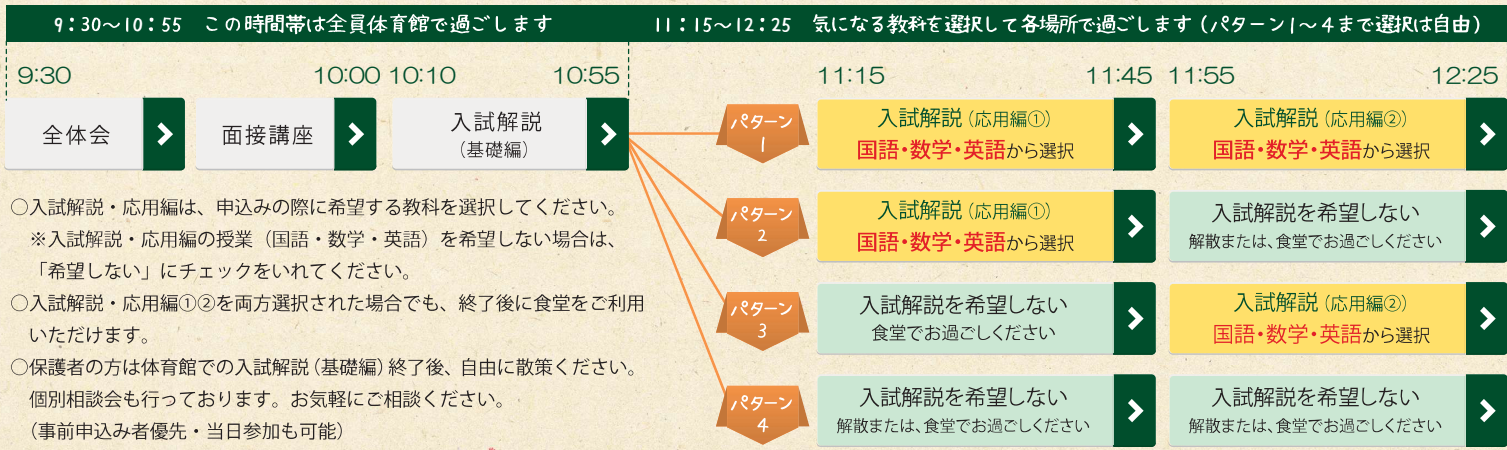 9：30〜10：55　この時間帯は全員体育館で過ごします
11：15〜12：25　気になる教科を選択して各場所で過ごします（パターン1〜4まで選択は自由）
9:30
10:00
10:10
10:55
11:15
11:45
11:55
12:25
全体会
面接講座
入試解説
（基礎編）
○入試解説・応用編は、申込みの際に希望する教科を選択してください。
※入試解説・応用編の授業（国語・数学・英語）を希望しない場合は、
「希望しない」にチェックをいれてください。
○入試解説・応用編①②を両方選択された場合でも、終了後に食堂をご利用
いただけます。
○保護者の方は体育館での入試解説（基礎編）終了後、自由に散策ください。
個別相談会も行っております。お気軽にご相談ください。
（事前申込み者優先・当日参加も可能）
パターン
1
入試解説（応用編①）
国語・数学・英語から選択
入試解説（応用編②）
国語・数学・英語から選択
パターン
2
入試解説（応用編①）
国語・数学・英語から選択
入試解説を希望しない
解散または、食堂でお過ごしください
パターン
3
入試解説を希望しない
食堂でお過ごしください
入試解説（応用編②）
国語・数学・英語から選択
パターン
4
入試解説を希望しない
解散または、食堂でお過ごしください
入試解説を希望しない
解散または、食堂でお過ごしください